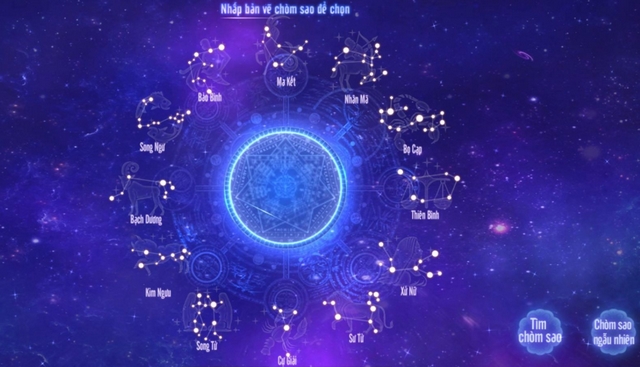 Nhấp bản vẽ chòm sao để chọn
Ma Kết
Bảo Bình
Nhân Mã
Song Ngư
Bọ Cạp
Bạch Dương
Thiên Bình
Kim Ngưu
Xử Nữ
Song Tử
Sư Tử
Cự Giải
Tìm
chòm sao
Chòm sao
ngẫu nhiên